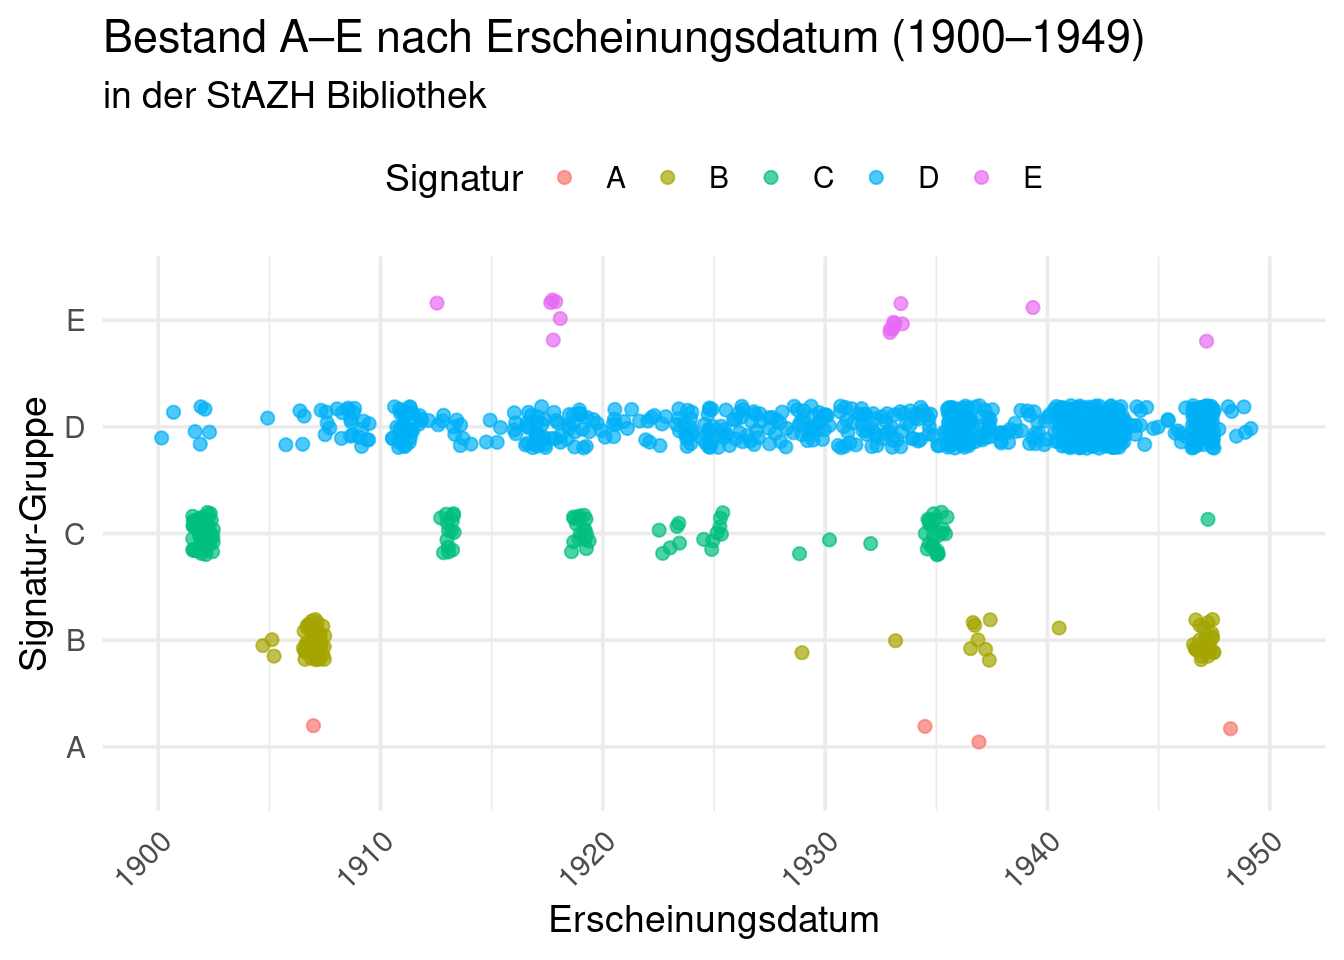 Bestand A–E nach Erscheinungsdatum (1900–1949)
in der StAZH Bibliothek
Signatur A B C D E
E
D
C
B
A
Signatur-Gruppe
1900 1910 1920 1930 1940 1950
Erscheinungsdatum